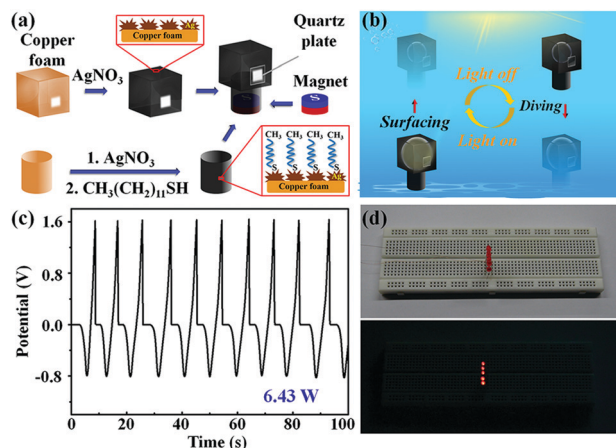 (a)
Copper
foam
AgNO3
Ag
Copper foam
Quartz
plate
S
Magnet
1. AgNO3
2. CH3(CH2)11SH
CH3 CH3 CH3 CH3
S S S S
Ag
Copper foam
(b)
Light off
Surfacing
Diving
Light on
(c)
Potential (V)
1.6
0.8
0.0
-0.8
6.43 W
0 20 40 60 80 100
Time (s)
(d)